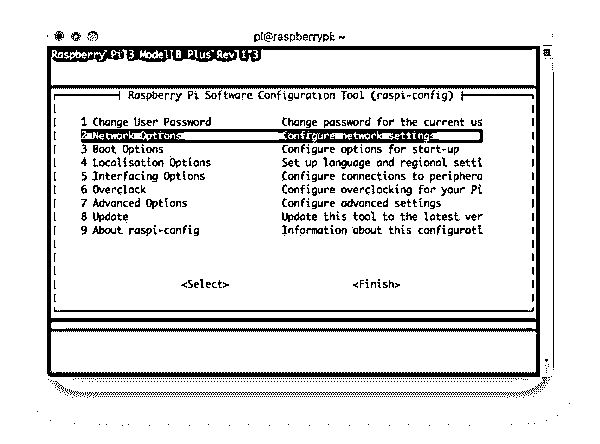 pi@raspberrypi: ~
Raspberry Pi 3 Model B Plus Rev 1.3
Raspberry Pi Software Configuration Tool (raspi-config)
1 Change User Password Change password for the current us
2 Network Options Configure network settings
3 Boot Options Configure options for start-up
4 Localisation Options Set up language and regional setti
5 Interfacing Options Configure connections to periphera
6 Overclock Configure overclocking for your Pi
7 Advanced Options Configure advanced settings
8 Update Update this tool to the latest ver
9 About raspi-config Information about this configurati
<Select> <Finish>